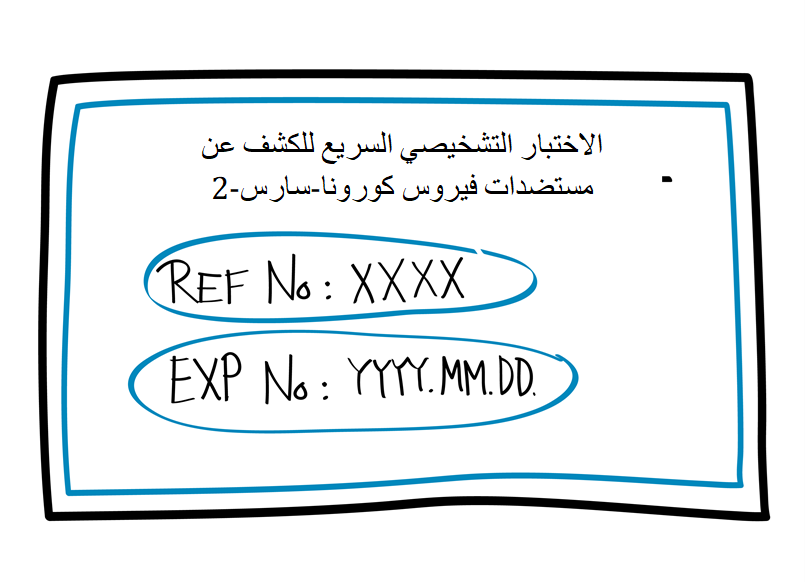 الاختبار التشخيصي السريع للكشف عن
مستضدات فيروس كورونا-سارس-2
REF No: XXXX
EXP No: YYYY.MM.DD.